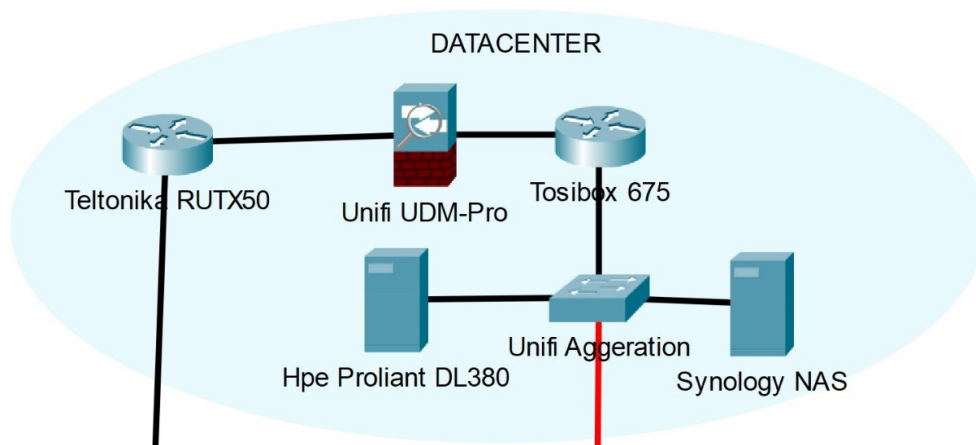 DATACENTER
Teltonika RUTX50
Unifi UDM-Pro
Tosibox 675
Hpe Proliant DL380
Unifi Aggeration
Synology NAS